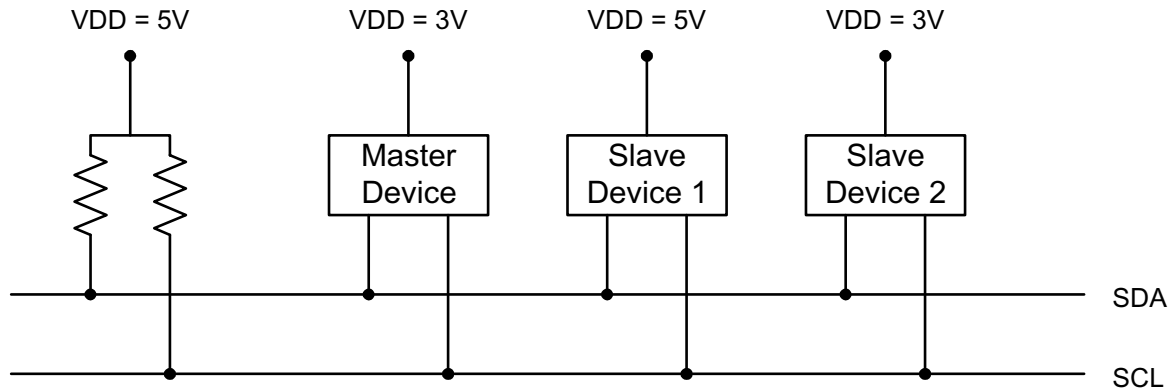 VDD = 5V
VDD = 3V
VDD = 5V
VDD = 3V
Master
Device
Slave
Device 1
Slave
Device 2
SDA
SCL